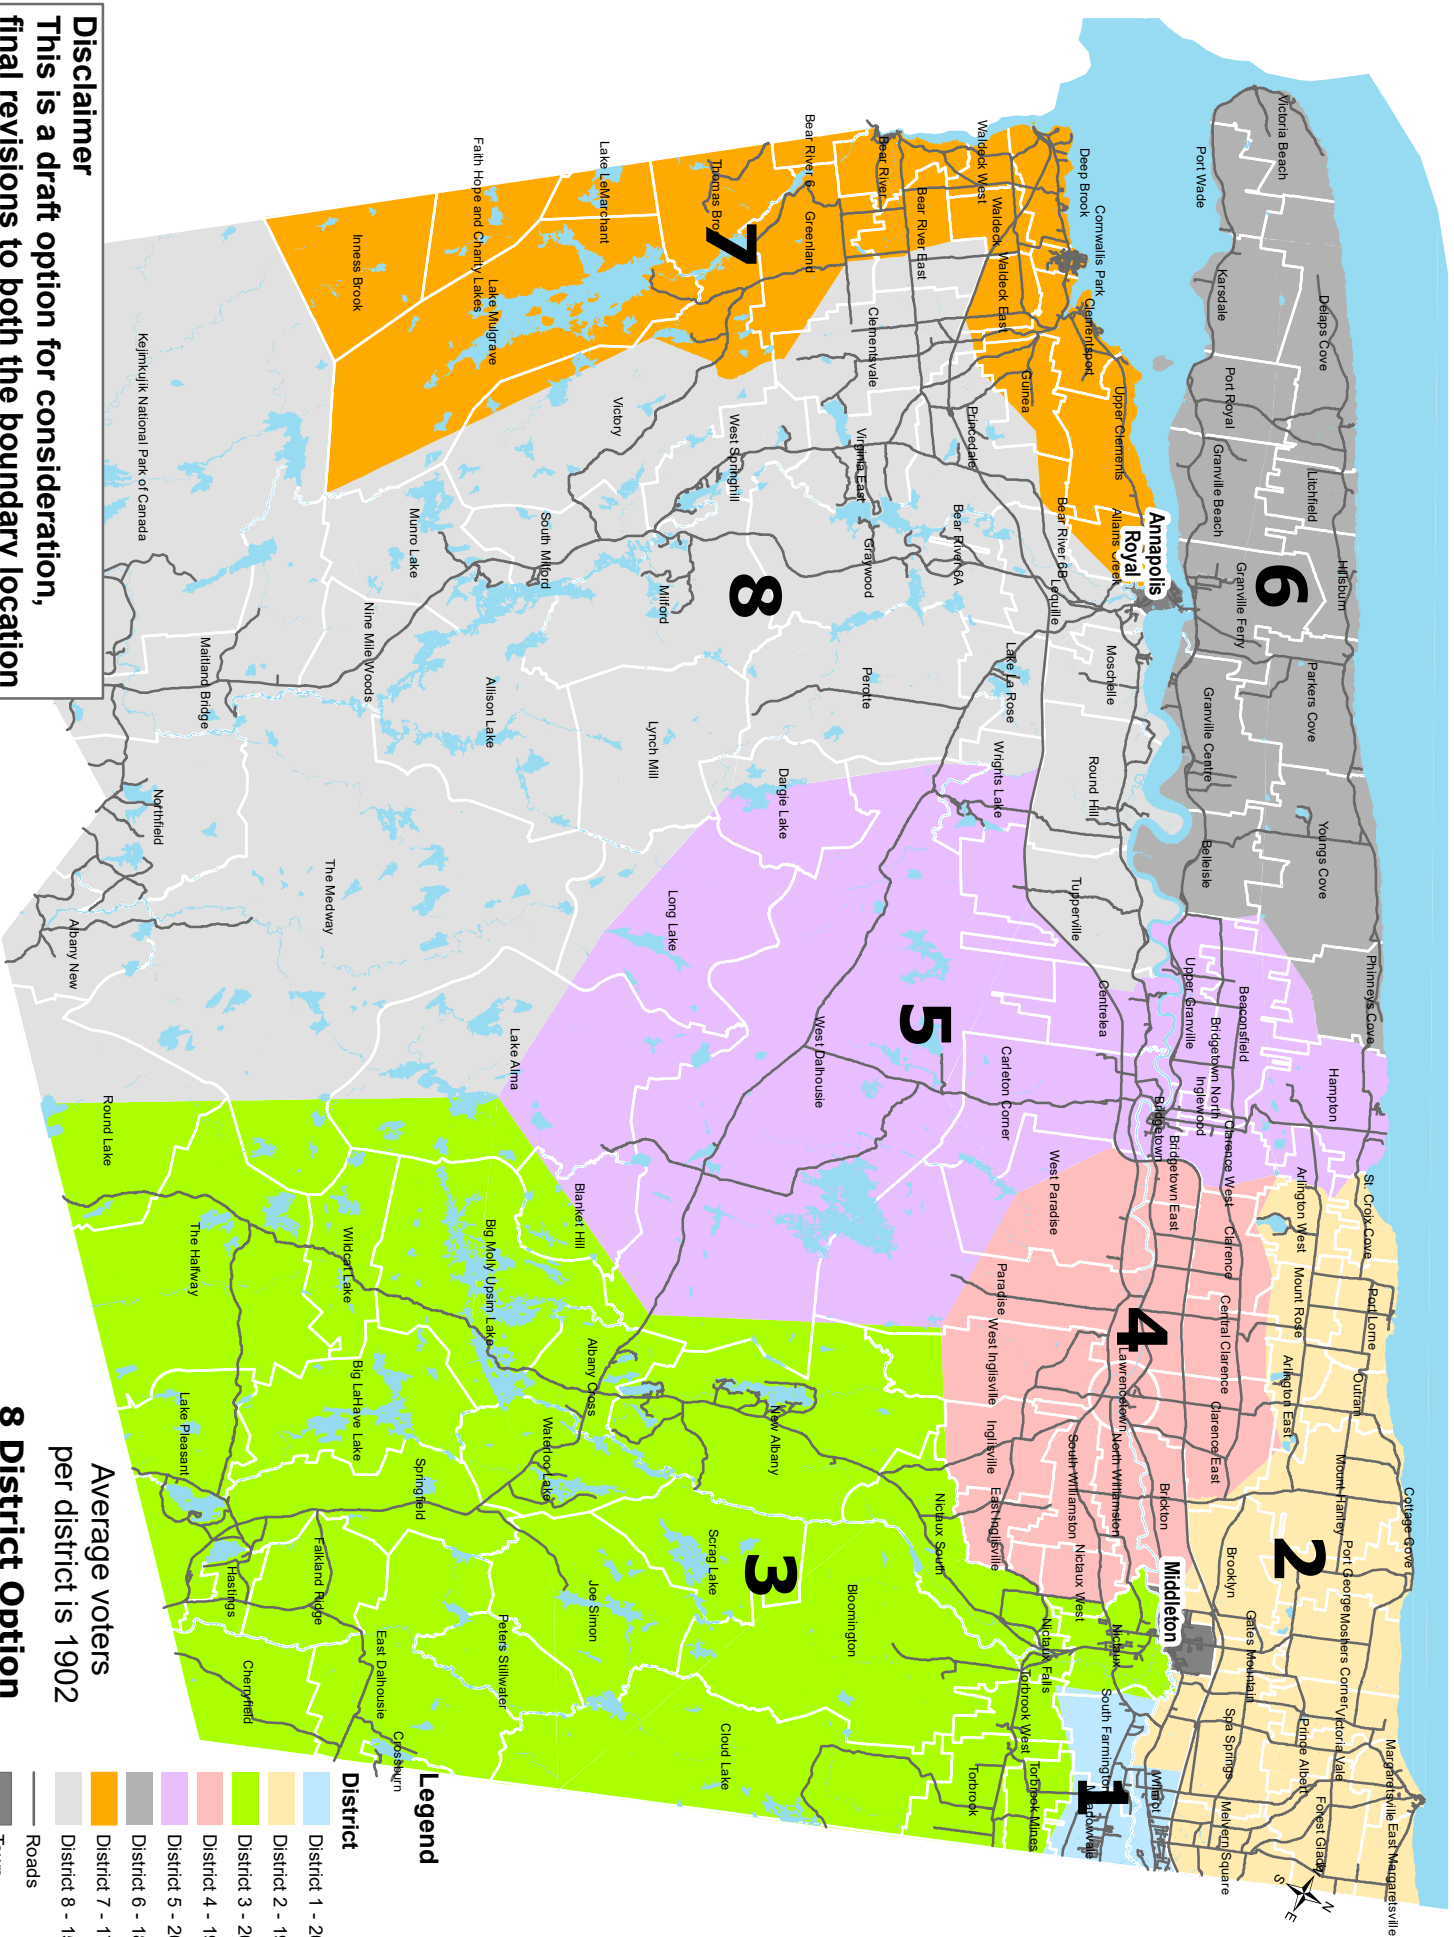 Disclaimer
This is a draft option for consideration,
final revisions to both the boundary location
8 District Option
Average voters
per district is 1902
Legend
District
District 1 - 20
District 2 - 19
District 3 - 20
District 4 - 19
District 5 - 20
District 6 - 18
District 7 - 17
District 8 - 19
Roads
Town
N
E
S
1
2
3
4
5
6
7
8
Annapolis
Royal
Middleton
Victoria Beach
Port Wade
Delaps Cove
Karsdale
Port Royal
Granville Beach
Litchfield
Hillsburn
Granville Ferry
Parkers Cove
Granville Centre
Youngs Cove
Belleisle
Phinneys Cove
Deep Brook
Cornwallis Park
Clementsport
Waldeck West
Waldeck
Waldeck East
Upper Clements
Guinea
Allains Creek
Bear River
Bear River 6
Bear River East
Greenland
Thomas Bro
Lake LeMarchant
Faith Hope and Charity Lakes
Lake Mulgrave
Inness Brook
Clementsvale
Princedale
Virginia East
West Springhill
Victory
Graywood
Bear River 6A
Bear River 6B
Lequille
Lake La Rose
Moschelle
Round Hill
Tupperville
Wrights Lake
Perotte
Milford
South Milford
Munro Lake
Nine Mile Woods
Allison Lake
Lynch Mill
Dargie Lake
Kejimkujik National Park of Canada
Maitland Bridge
Northfield
The Medway
Albany New
Lake Alma
Long Lake
West Dalhousie
Centrelea
Carleton Corner
Upper Granville
Beaconsfield
Bridgetown North
Inglewood
Bridgetown
Hampton
Clarence West
Bridgetown East
West Paradise
Paradise
West Inglisville
Inglisville
East Inglisville
Clarence
Central Clarence
Clarence East
Lawrencetown
North Williamston
South Williamston
Brickton
Nictaux West
Arlington West
St. Croix Cove
Mount Rose
Port Lorne
Arlington East
Outram
Mount Hanley
Cottage Cove
Port George
Brooklyn
Gates Mountain
Moshers Corner
Victoria Vale
Spa Springs
Prince Albert
Margaretsville
East Margaretsville
Forest Glade
Melvern Square
Wilmot
South Farmington
Meadowvale
Nictaux
Nictaux Falls
Nictaux South
Torbrook West
Torbrook Mines
Torbrook
Bloomington
Cloud Lake
Scrag Lake
Joe Simon
New Albany
Albany Cross
Waterloo Lake
Peters Stillwater
Springfield
Falkland Ridge
East Dalhousie
Crossburn
Cherryfield
Hastings
Lake Pleasant
Big LaHave Lake
Big Molly Upsim Lake
Blanket Hill
Wildcat Lake
The Halfway
Round Lake